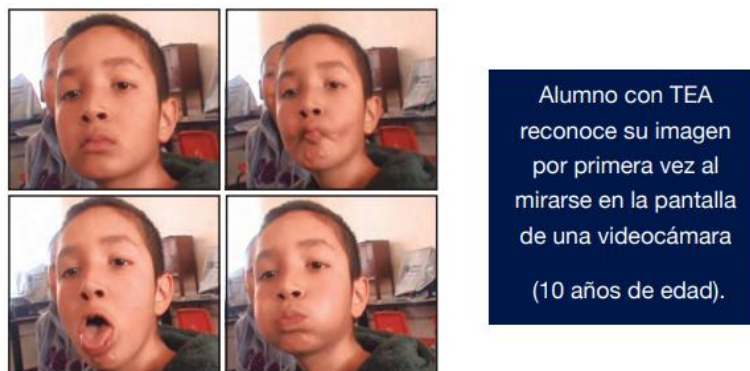 Alumno con TEA
reconoce su imagen
por primera vez al
mirarse en la pantalla
de una videocámara
(10 años de edad).